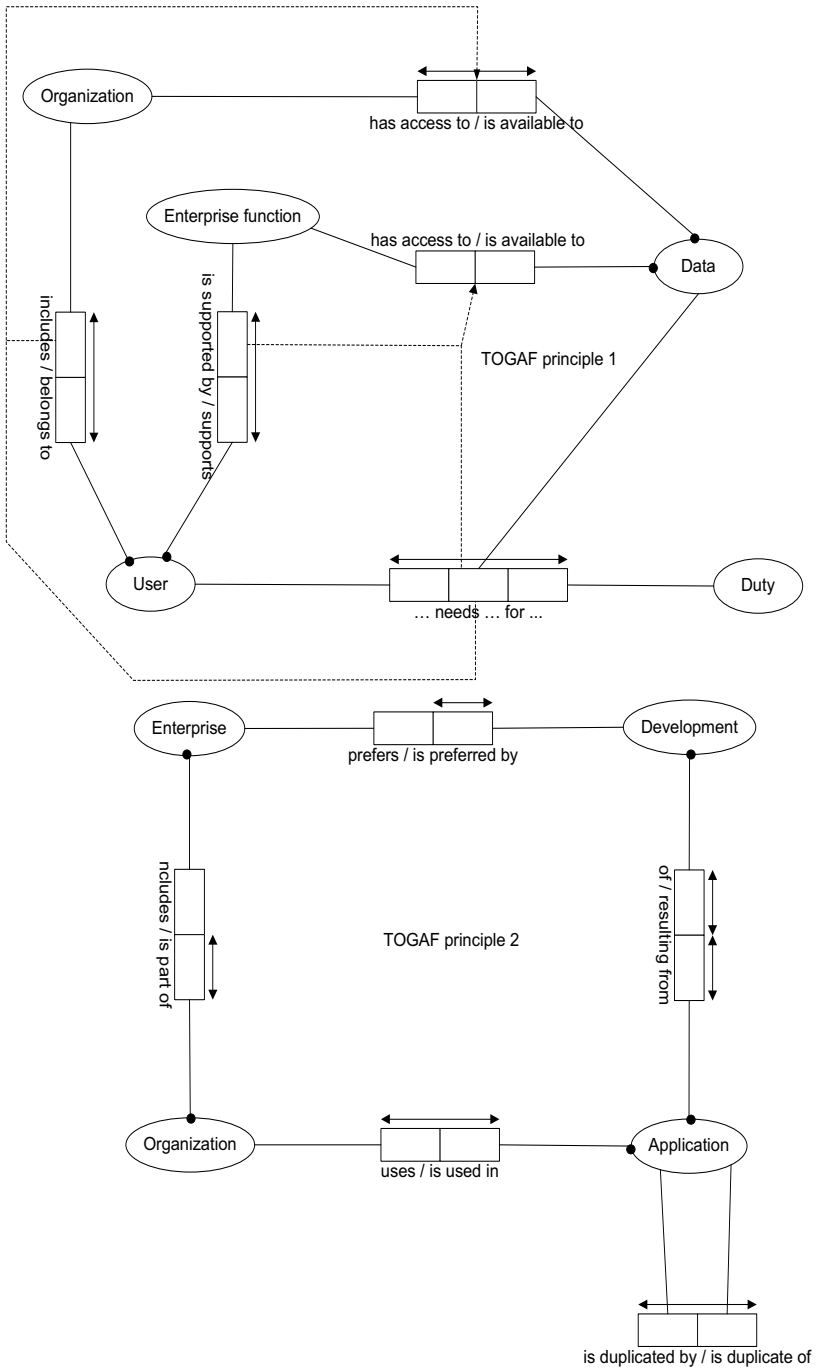 Organization
has access to / is available to
Enterprise function
has access to / is available to
Data
includes / belongs to
is supported by / supports
TOGAF principle 1
User
Duty
... needs ... for ...
Enterprise
Development
prefers / is preferred by
ncludes / is part of
of / resulting from
TOGAF principle 2
Organization
Application
uses / is used in
is duplicated by / is duplicate of